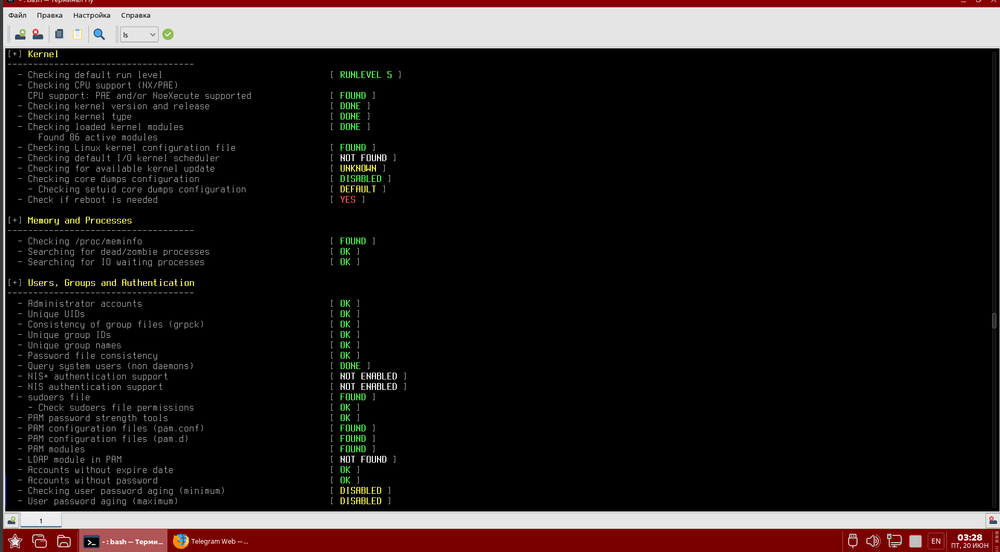 - : bash — Терминал Fly
Файл Правка Настройка Справка
ls
[+] Kernel
------------------------------------
- Checking default run level [ RUNLEVEL 5 ]
- Checking CPU support (NX/PAE)
CPU support: PAE and/or NoeXecute supported [ FOUND ]
- Checking kernel version and release [ DONE ]
- Checking kernel type [ DONE ]
- Checking loaded kernel modules [ DONE ]
Found 86 active modules
- Checking Linux kernel configuration file [ FOUND ]
- Checking default I/O kernel scheduler [ NOT FOUND ]
- Checking for available kernel update [ UNKNOWN ]
- Checking core dumps configuration [ DISABLED ]
- Checking setuid core dumps configuration [ DEFAULT ]
- Check if reboot is needed [ YES ]
[+] Memory and Processes
------------------------------------
- Checking /proc/meminfo [ FOUND ]
- Searching for dead/zombie processes [ OK ]
- Searching for IO waiting processes [ OK ]
[+] Users, Groups and Authentication
------------------------------------
- Administrator accounts [ OK ]
- Unique UIDs [ OK ]
- Consistency of group files (grpck) [ OK ]
- Unique group IDs [ OK ]
- Unique group names [ OK ]
- Password file consistency [ OK ]
- Query system users (non daemons) [ DONE ]
- NIS+ authentication support [ NOT ENABLED ]
- NIS authentication support [ NOT ENABLED ]
- sudoers file [ FOUND ]
- Check sudoers file permissions [ OK ]
- PAM password strength tools [ OK ]
- PAM configuration files (pam.conf) [ FOUND ]
- PAM configuration files (pam.d) [ FOUND ]
- PAM modules [ FOUND ]
- LDAP module in PAM [ NOT FOUND ]
- Accounts without expire date [ OK ]
- Accounts without password [ OK ]
- Checking user password aging (minimum) [ DISABLED ]
- User password aging (maximum) [ DISABLED ]
1
- : bash — Терми... Telegram Web —... EN 03:28
ПТ, 20 ИЮН